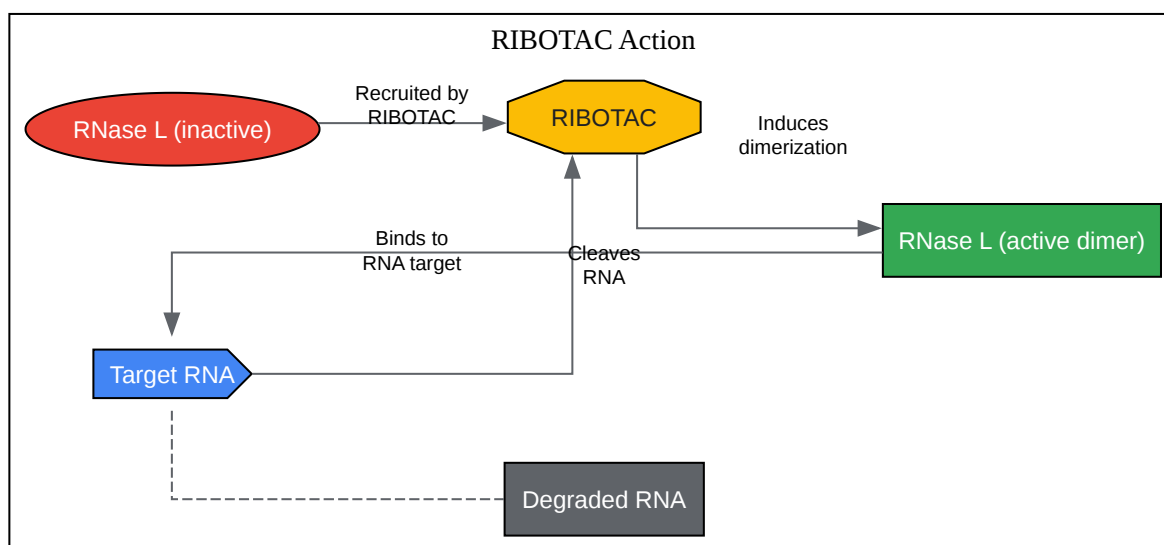 RIBOTAC Action
Recruited by
RIBOTAC
RNase L (inactive)
RIBOTAC
Induces
dimerization
RNase L (active dimer)
Binds to
RNA target
Cleaves
RNA
Target RNA
Degraded RNA